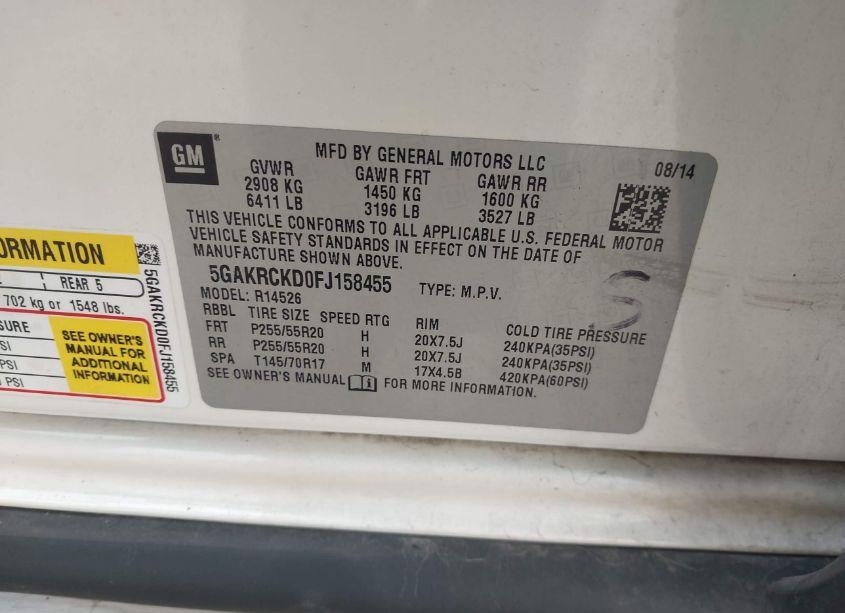 GM
MFD BY GENERAL MOTORS LLC
08/14
GVWR GAWR FRT GAWR RR
2908 KG 1450 KG 1600 KG
6411 LB 3196 LB 3527 LB
THIS VEHICLE CONFORMS TO ALL APPLICABLE U.S. FEDERAL MOTOR
VEHICLE SAFETY STANDARDS IN EFFECT ON THE DATE OF
MANUFACTURE SHOWN ABOVE.
5GAKRCKD0FJ158455 TYPE: M.P.V.
MODEL: R14526
RBBL TIRE SIZE SPEED RTG RIM COLD TIRE PRESSURE
FRT P255/55R20 H 20X7.5J 240KPA(35PSI)
RR P255/55R20 H 20X7.5J 240KPA(35PSI)
SPA T145/70R17 M 17X4.5B 420KPA(60PSI)
SEE OWNER'S MANUAL FOR MORE INFORMATION.
S
REAR 5
702 kg or 1548 lbs.
SEE OWNER'S
MANUAL FOR
ADDITIONAL
INFORMATION
PSI
5GAKRCKD0FJ158455